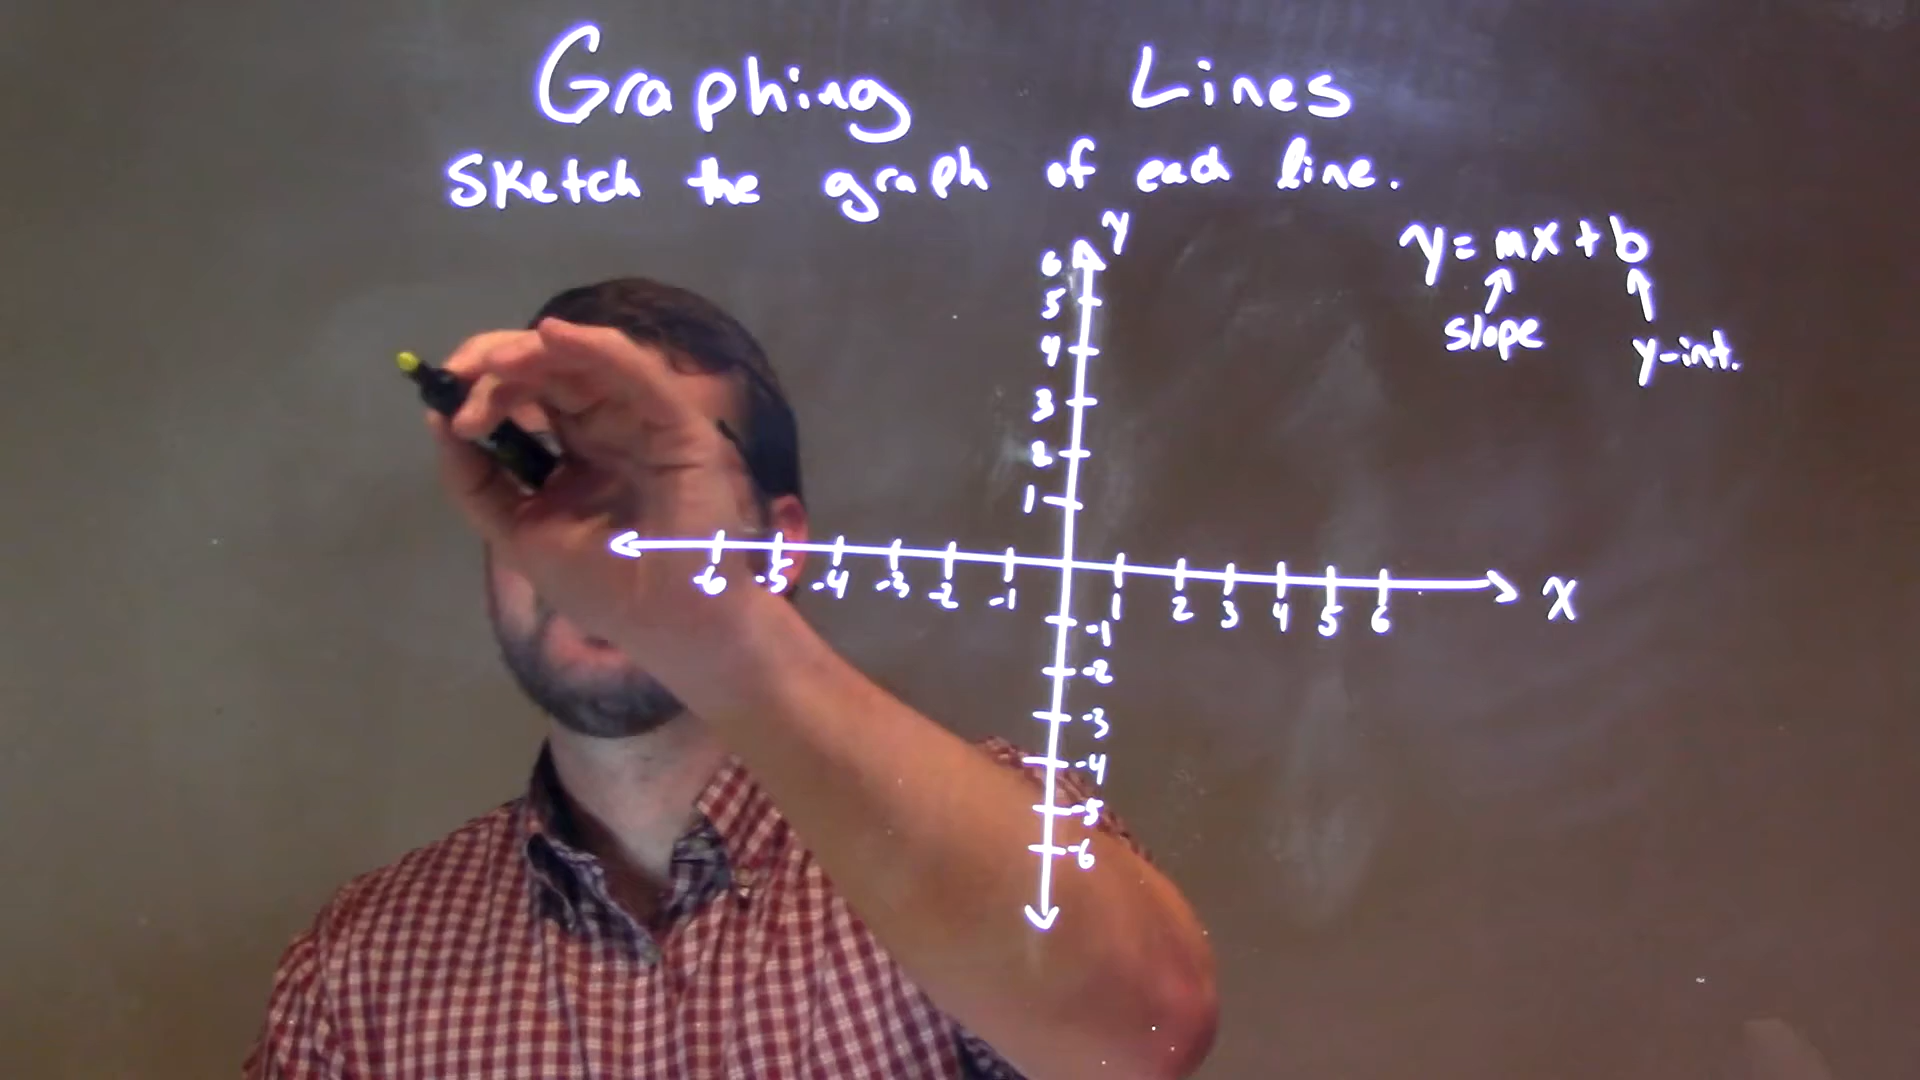 Graphing Lines
Sketch the graph of each line.
y
y = mx + b
slope
y-int.
6
5
4
3
2
1
-6 -5 -4 -3 -2 -1 1 2 3 4 5 6 x
-1
-2
-3
-4
-5
-6